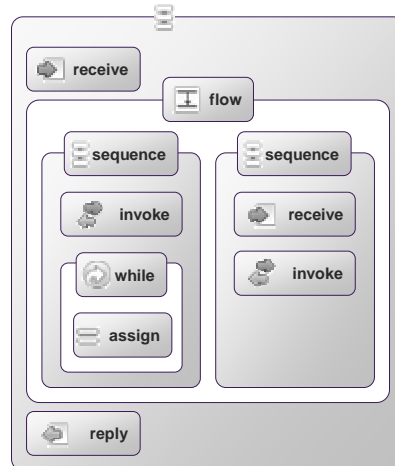 receive
flow
sequence
sequence
invoke
receive
while
invoke
assign
reply